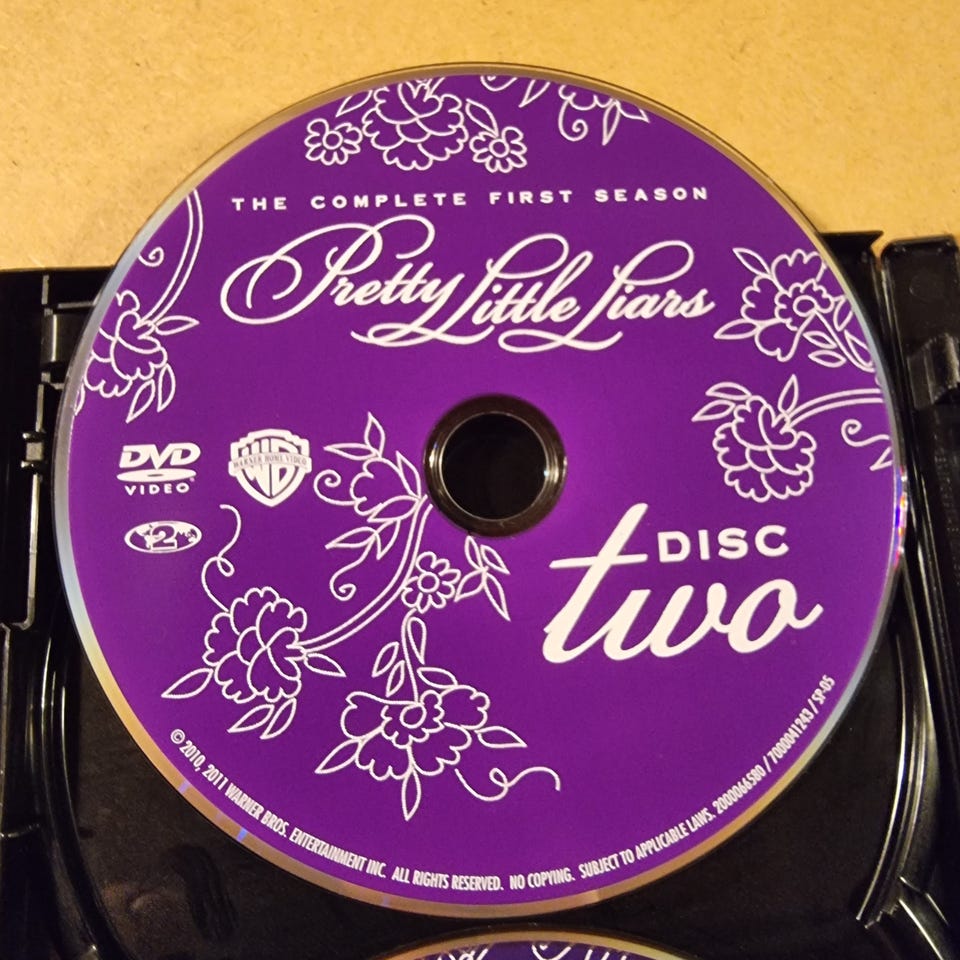 THE COMPLETE FIRST SEASON
Pretty Little Liars
DVD
VIDEO
WB
WARNER HOME VIDEO
2
DISC
two
© 2010, 2011 WARNER BROS. ENTERTAINMENT INC. ALL RIGHTS RESERVED. NO COPYING. SUBJECT TO APPLICABLE LAWS. 2000066580 / 7000041243 / SP-05